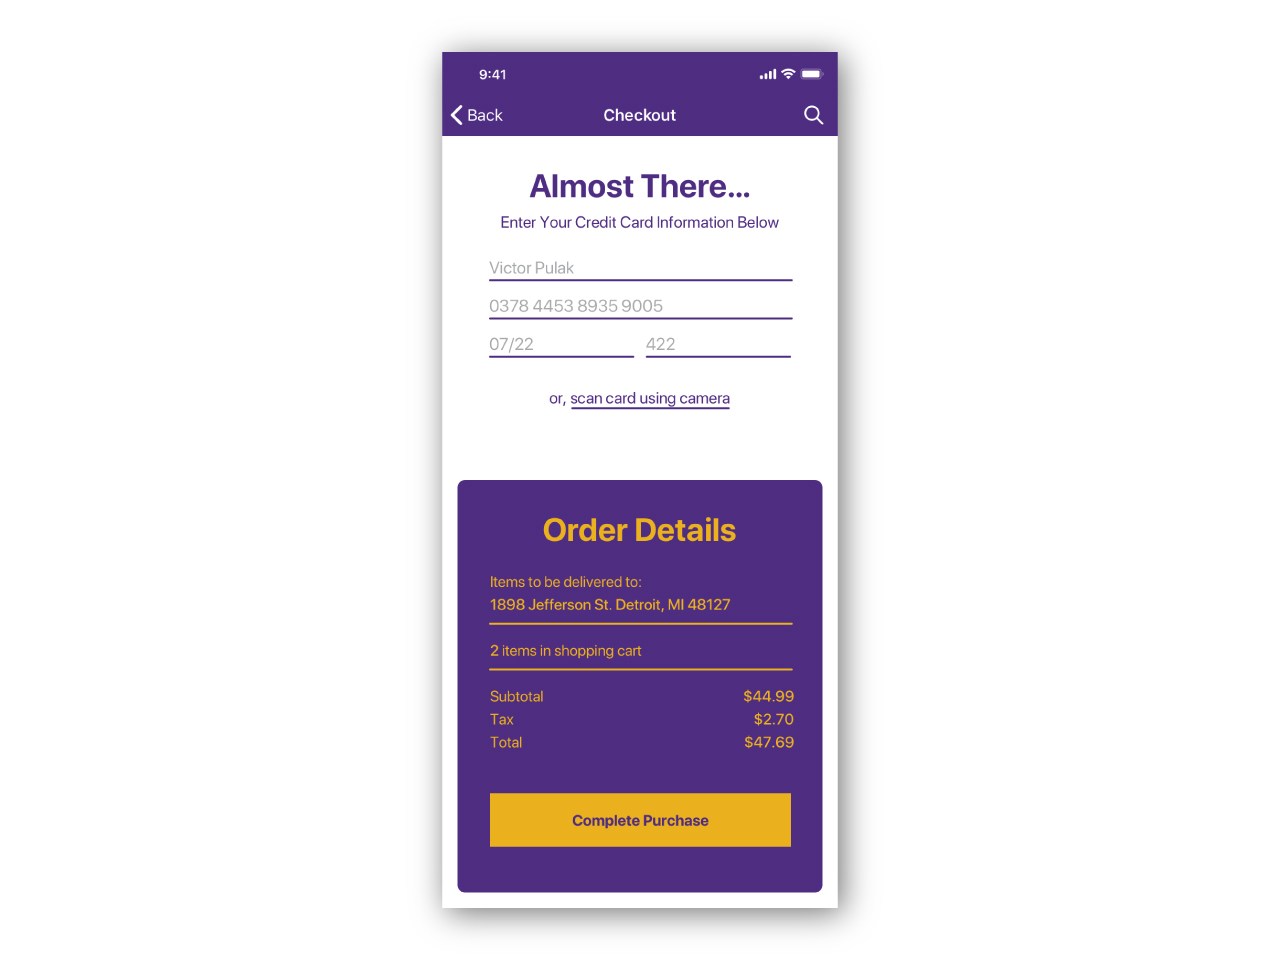 9:41
Back Checkout
Almost There...
Enter Your Credit Card Information Below
Victor Pulak
0378 4453 8935 9005
07/22 422
or, scan card using camera
Order Details
Items to be delivered to:
1898 Jefferson St. Detroit, MI 48127
2 items in shopping cart
Subtotal $44.99
Tax $2.70
Total $47.69
Complete Purchase